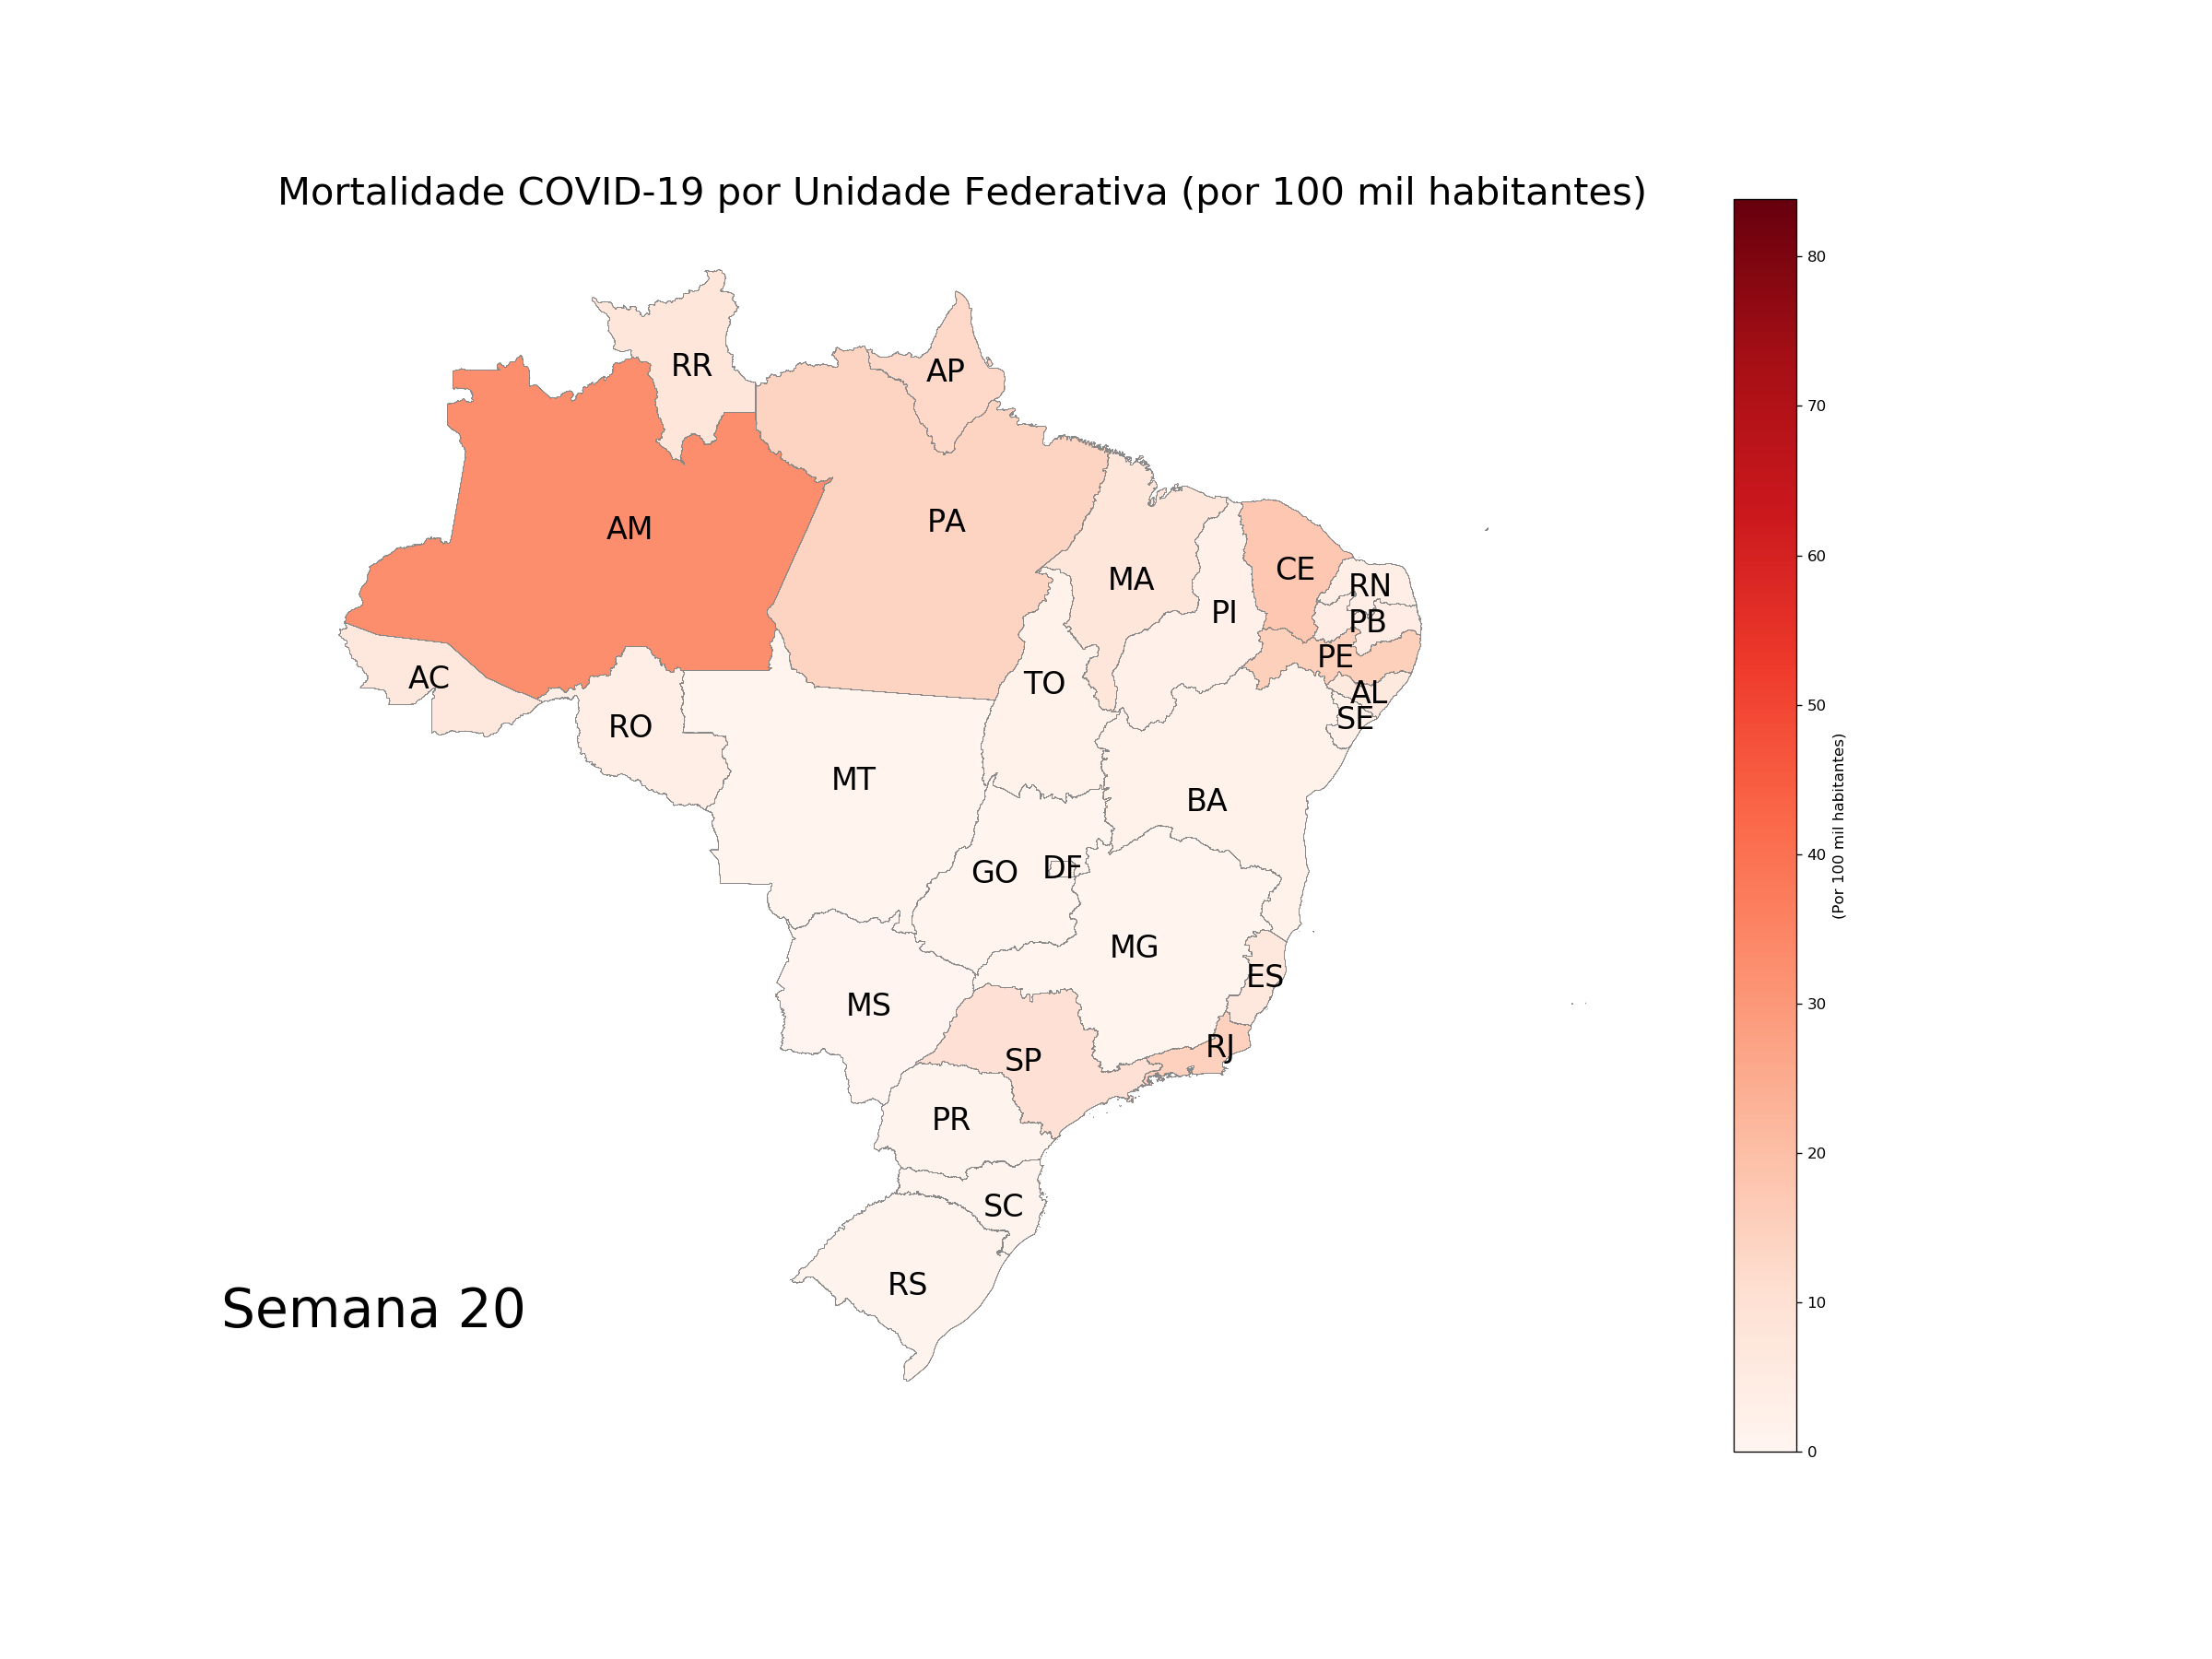 Mortalidade COVID-19 por Unidade Federativa (por 100 mil habitantes)
RR
AP
AM
PA
MA
CE
RN
PI
PB
PE
AC
TO
AL
SE
RO
MT
BA
GO
DF
MG
ES
MS
RJ
SP
PR
SC
RS
Semana 20
80
70
60
50
40
30
20
10
0
(Por 100 mil habitantes)